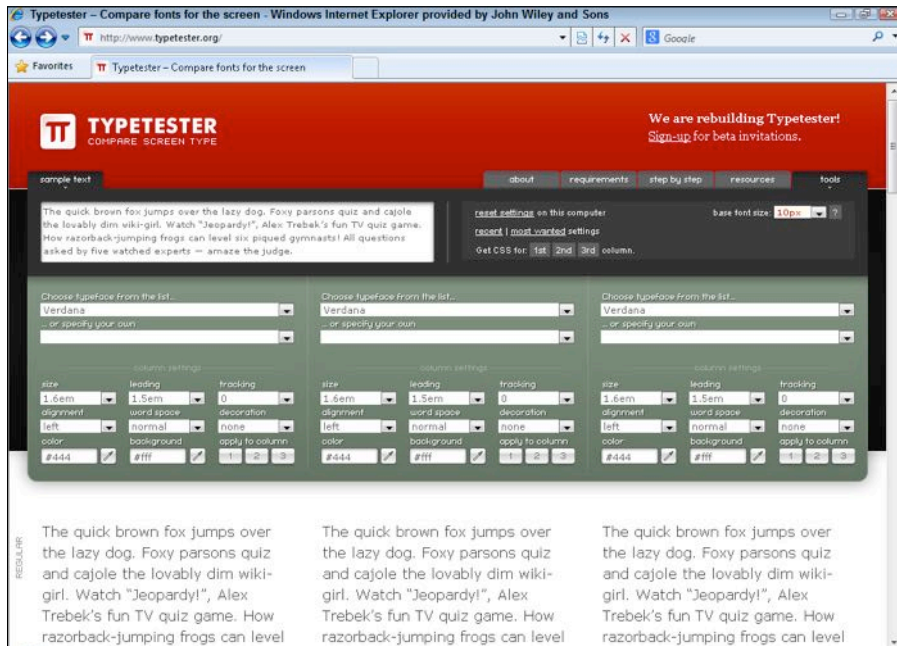 Typetester – Compare fonts for the screen - Windows Internet Explorer provided by John Wiley and Sons
http://www.typetester.org/
Google
Favorites
Typetester – Compare fonts for the screen
TYPETESTER
COMPARE SCREEN TYPE
We are rebuilding Typetester!
Sign-up for beta invitations.
sample text
about requirements step by step resources tools
The quick brown fox jumps over the lazy dog. Foxy parsons quiz and cajole
the lovably dim wiki-girl. Watch "Jeopardy!", Alex Trebek's fun TV quiz game.
How razorback-jumping frogs can level six piqued gymnasts! All questions
asked by five watched experts — amaze the judge.
reset settings on this computer
base font size: 10px ?
recent | most wanted settings
Get CSS for: 1st 2nd 3rd column.
Choose typeface from the list... Choose typeface from the list... Choose typeface from the list...
Verdana Verdana Verdana
... or specify your own ... or specify your own ... or specify your own
column settings column settings column settings
size leading tracking size leading tracking size leading tracking
1.6em 1.5em 0 1.6em 1.5em 0 1.6em 1.5em 0
alignment word space decoration alignment word space decoration alignment word space decoration
left normal none left normal none left normal none
color background apply to column color background apply to column color background apply to column
#444 #fff 1 2 3 #444 #fff 1 2 3 #444 #fff 1 2 3
REGULAR
The quick brown fox jumps over
the lazy dog. Foxy parsons quiz
and cajole the lovably dim wiki-
girl. Watch "Jeopardy!", Alex
Trebek's fun TV quiz game. How
razorback-jumping frogs can level
The quick brown fox jumps over
the lazy dog. Foxy parsons quiz
and cajole the lovably dim wiki-
girl. Watch "Jeopardy!", Alex
Trebek's fun TV quiz game. How
razorback-jumping frogs can level
The quick brown fox jumps over
the lazy dog. Foxy parsons quiz
and cajole the lovably dim wiki-
girl. Watch "Jeopardy!", Alex
Trebek's fun TV quiz game. How
razorback-jumping frogs can level